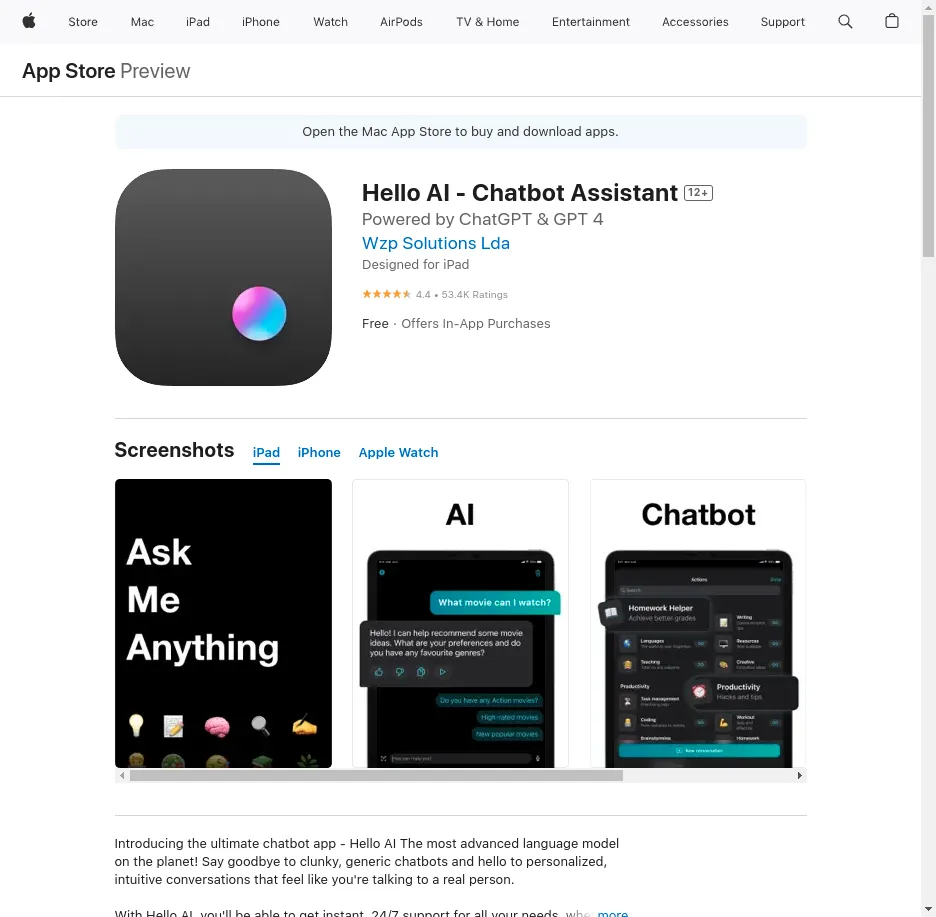 Store Mac iPad iPhone Watch AirPods TV & Home Entertainment Accessories Support
App Store Preview
Open the Mac App Store to buy and download apps.
Hello AI - Chatbot Assistant 12+
Powered by ChatGPT & GPT 4
Wzp Solutions Lda
Designed for iPad
4.4 • 53.4K Ratings
Free · Offers In-App Purchases
Screenshots iPad iPhone Apple Watch
Ask
Me
Anything
AI
What movie can I watch?
Hello! I can help recommend some movie
ideas. What are your preferences and do
you have any favourite genres?
Do you have any Action movies?
High-rated movies
New popular movies
Chatbot
Actions
Search
Homework Helper
Achieve better grades
Writing
Languages
Resources
Teaching
Creative
Productivity
Productivity
Hacks and tips
Task management
Coding
Workout
Brainstorming
Homework
New conversation
Introducing the ultimate chatbot app - Hello AI The most advanced language model
on the planet! Say goodbye to clunky, generic chatbots and hello to personalized,
intuitive conversations that feel like you're talking to a real person.
With Hello AI, you'll be able to get instant, 24/7 support for all your needs, more